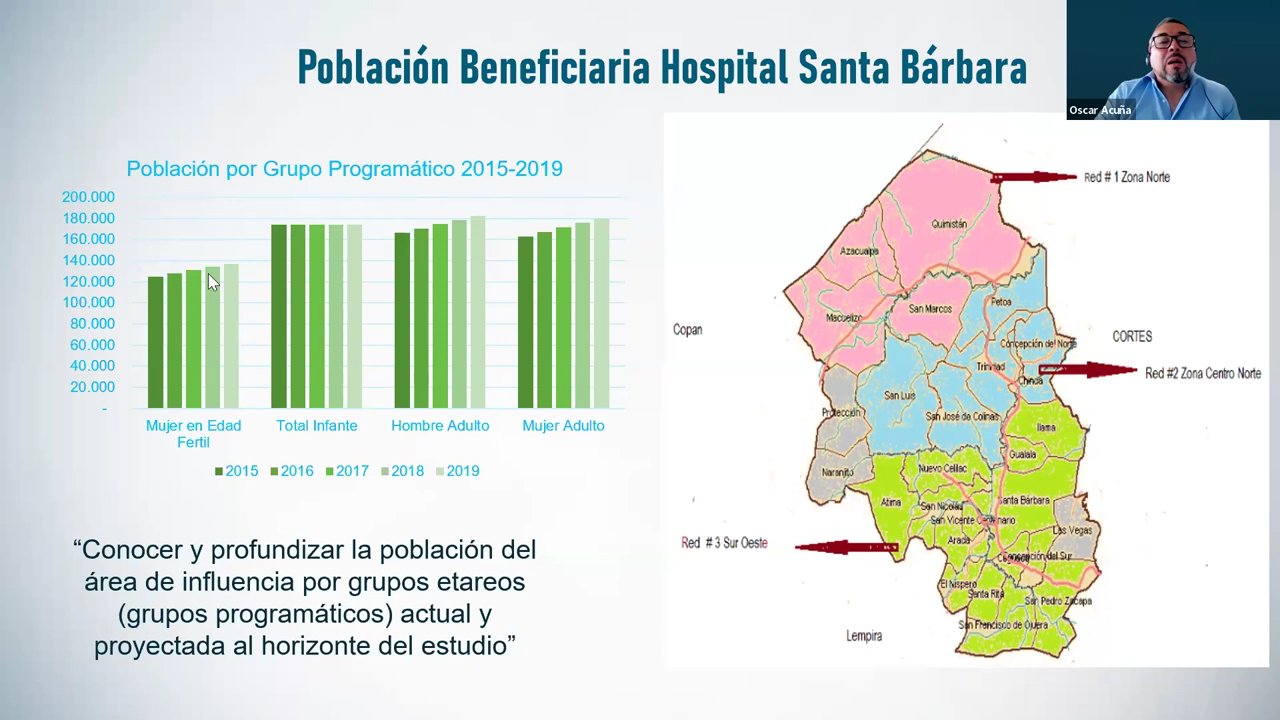 Población Beneficiaria Hospital Santa Bárbara
Oscar Acuña
Población por Grupo Programático 2015-2019
200.000
180.000
160.000
140.000
120.000
100.000
80.000
60.000
40.000
20.000
-
Mujer en Edad
Fertil
Total Infante
Hombre Adulto
Mujer Adulto
2015
2016
2017
2018
2019
“Conocer y profundizar la población del
área de influencia por grupos etareos
(grupos programáticos) actual y
proyectada al horizonte del estudio”
Red # 1 Zona Norte
Quimistán
Azacualpa
San Marcos
Macuelizo
Petoa
Copan
CORTES
Concepción del Norte
Trinidad
Red #2 Zona Centro Norte
Chinda
San Luis
Protección
San José de Colinas
Ilama
Gualala
Naranjito
Nuevo Celilac
Atima
Santa Bárbara
San Nicolás
San Vicente Centenario
Las Vegas
Arada
Red # 3 Sur Oeste
Concepción del Sur
El Nispero
Santa Rita
San Pedro Zacapa
San Francisco de Ojuera
Lempira